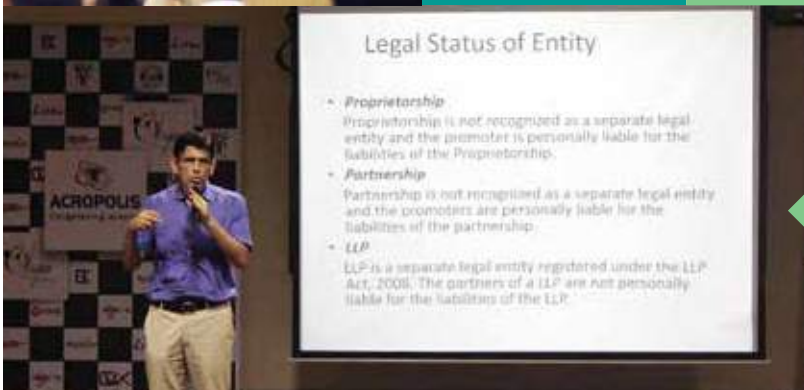 Legal Status of Entity
• Proprietorship
Proprietorship is not recognized as a separate legal
entity and the promoter is personally liable for the
liabilities of the Proprietorship.
• Partnership
Partnership is not recognized as a separate legal entity
and the promoters are personally liable for the
liabilities of the partnership.
• LLP
LLP is a separate legal entity registered under the LLP
Act, 2008. The partners of a LLP are not personally
liable for the liabilities of the LLP.
ACROPOLIS